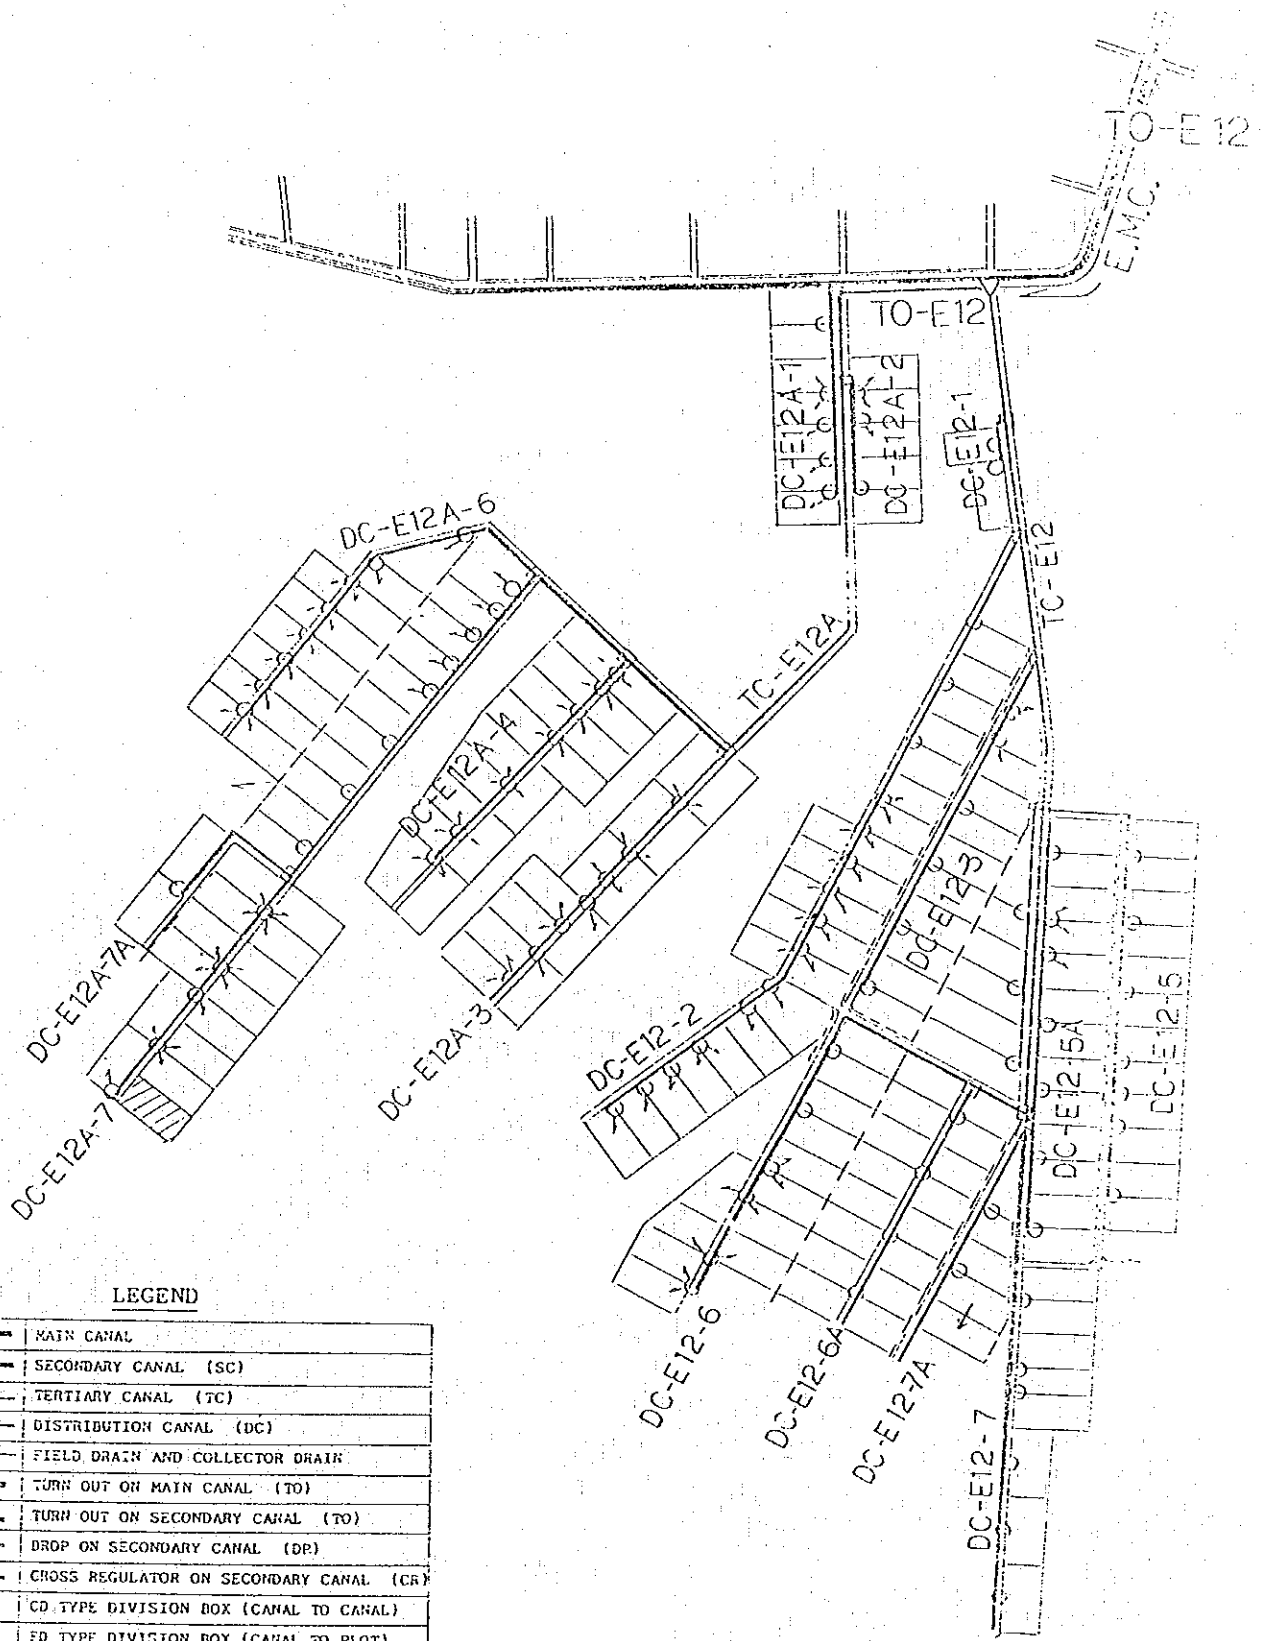 TO-E 12
E.M.C.
TO-E12
DC-E12A-1
DC-E12A-2
DC-E12-1
DC-E12A-6
TC-E12
TC-E12A
DC-E12A-4
DC-E12-3
DC-E12A-7A
DC-E12A-3
DC-E12-2
DC-E12-5A
DC-E12-5
DC-E12A-7
DC-E12-6
DC-E12-6A
DC-E12-7A
DC-E12-7
LEGEND
MAIN CANAL
SECONDARY CANAL (SC)
TERTIARY CANAL (TC)
DISTRIBUTION CANAL (DC)
FIELD DRAIN AND COLLECTOR DRAIN
TURN OUT ON MAIN CANAL (TO)
TURN OUT ON SECONDARY CANAL (TO)
DROP ON SECONDARY CANAL (DR)
CROSS REGULATOR ON SECONDARY CANAL (CR)
CD TYPE DIVISION BOX (CANAL TO CANAL)
FD TYPE DIVISION BOX (CANAL TO PLOT)